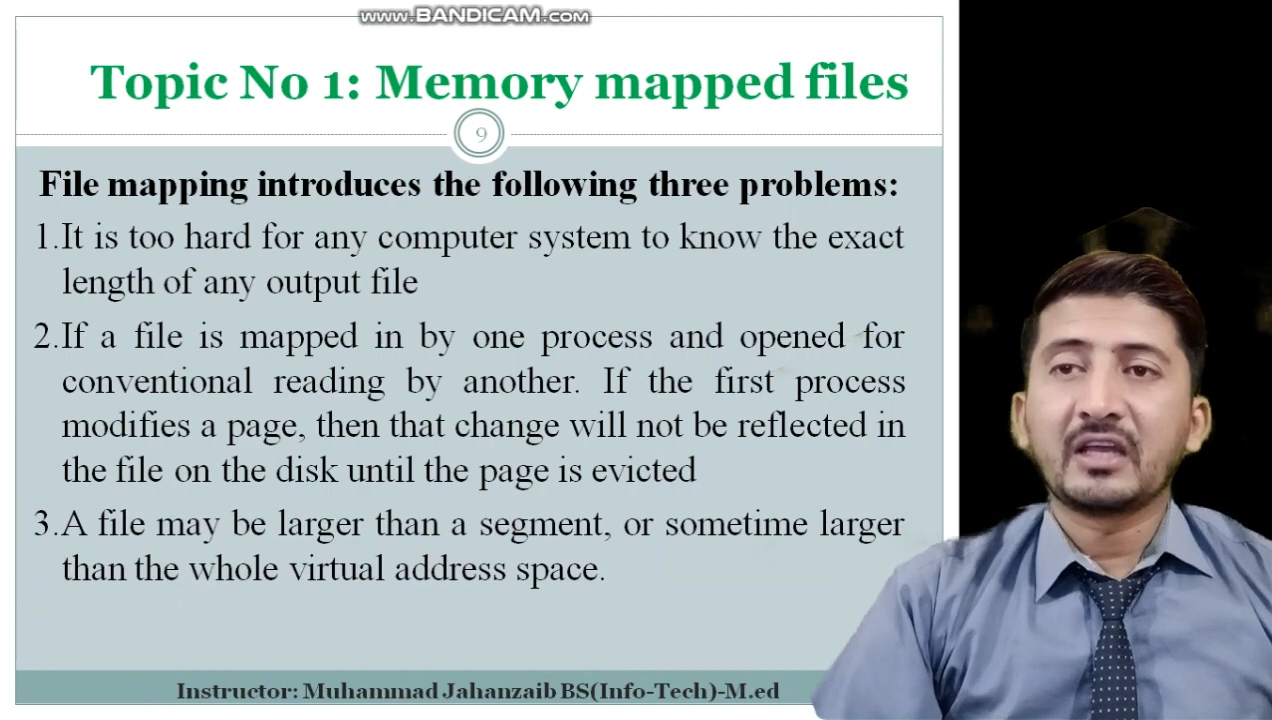 www.BANDICAM.com
Topic No 1: Memory mapped files
9
File mapping introduces the following three problems:
1.It is too hard for any computer system to know the exact
length of any output file
2.If a file is mapped in by one process and opened for
conventional reading by another. If the first process
modifies a page, then that change will not be reflected in
the file on the disk until the page is evicted
3.A file may be larger than a segment, or sometime larger
than the whole virtual address space.
Instructor: Muhammad Jahanzaib BS(Info-Tech)-M.ed